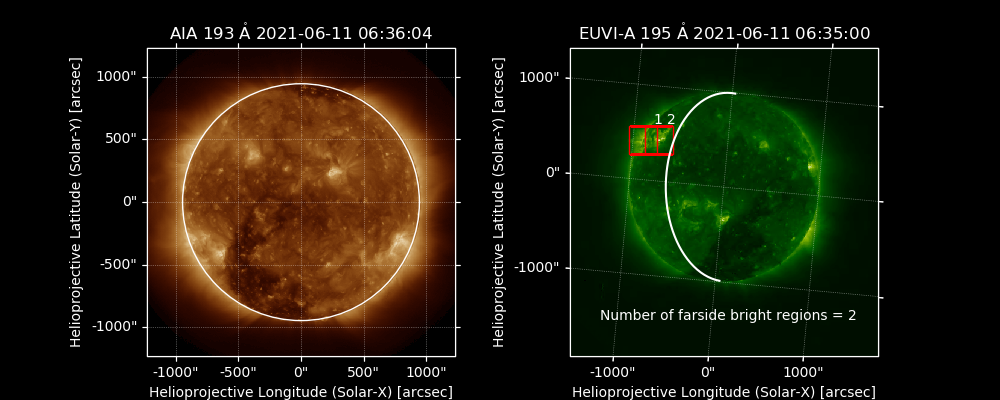 AIA 193 Å 2021-06-11 06:36:04
1000"
500"
0"
-500"
-1000"
-1000" -500" 0" 500" 1000"
Helioprojective Longitude (Solar-X) [arcsec]
Helioprojective Latitude (Solar-Y) [arcsec]
EUVI-A 195 Å 2021-06-11 06:35:00
1000"
1 2
0"
-1000"
Number of farside bright regions = 2
-1000" 0" 1000"
Helioprojective Longitude (Solar-X) [arcsec]
Helioprojective Latitude (Solar-Y) [arcsec]